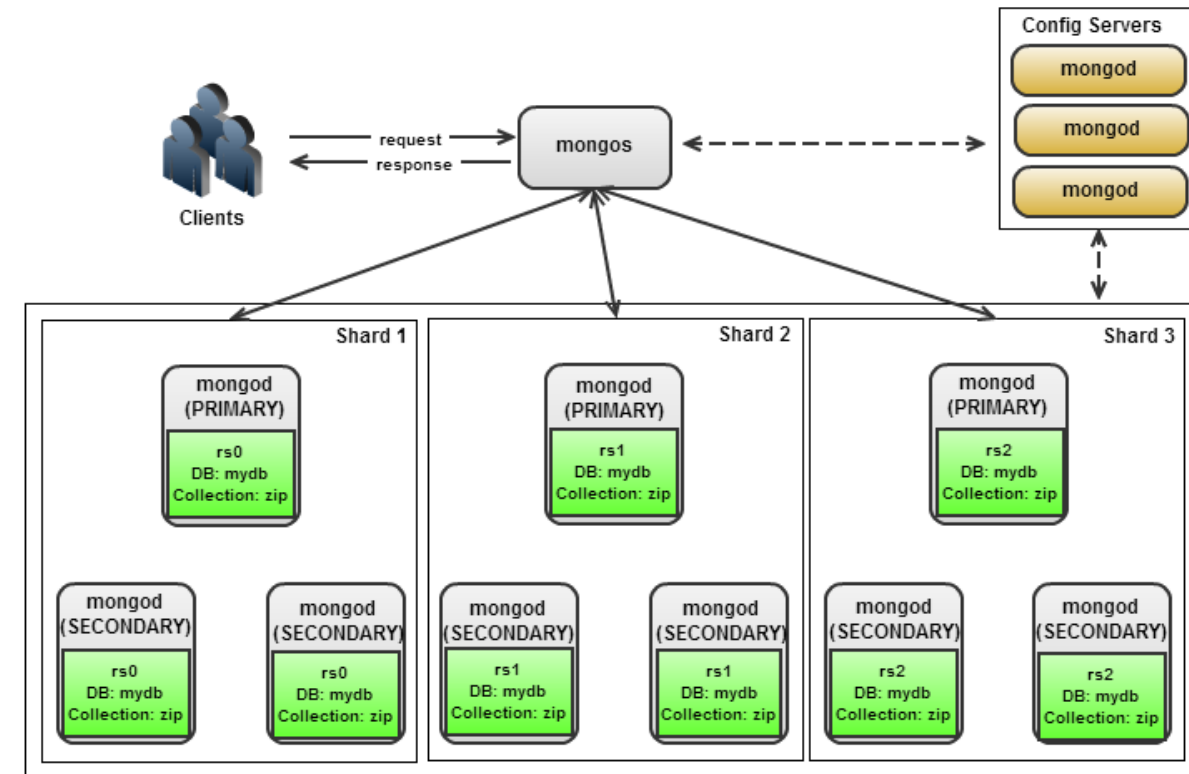 Config Servers
mongod
mongod
mongod
request
response
mongos
Clients
Shard 1
mongod
(PRIMARY)
rs0
DB: mydb
Collection: zip
mongod
(SECONDARY)
rs0
DB: mydb
Collection: zip
mongod
(SECONDARY)
rs0
DB: mydb
Collection: zip
Shard 2
mongod
(PRIMARY)
rs1
DB: mydb
Collection: zip
mongod
(SECONDARY)
rs1
DB: mydb
Collection: zip
mongod
(SECONDARY)
rs1
DB: mydb
Collection: zip
Shard 3
mongod
(PRIMARY)
rs2
DB: mydb
Collection: zip
mongod
(SECONDARY)
rs2
DB: mydb
Collection: zip
mongod
(SECONDARY)
rs2
DB: mydb
Collection: zip